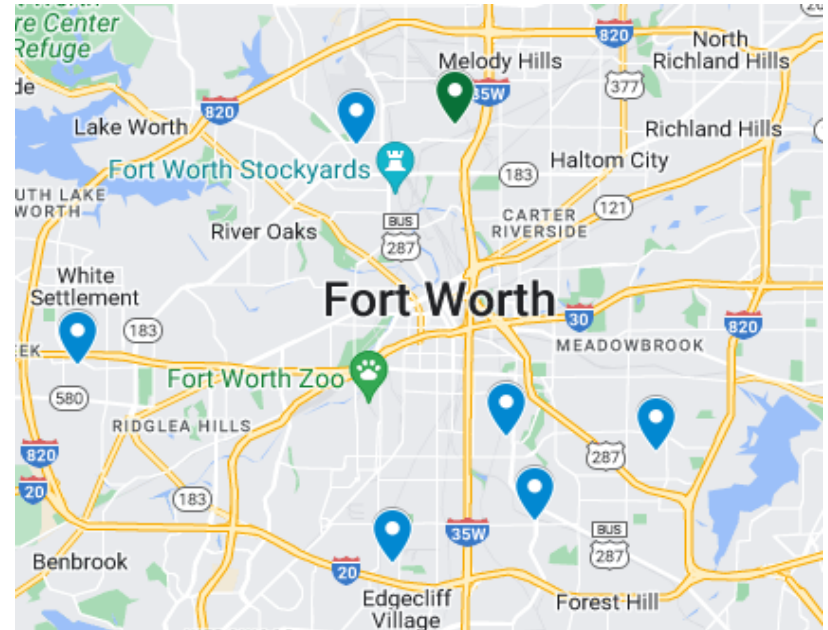 re Center
Refuge
820
North
Richland Hills
Melody Hills
377
de
820
35W
Lake Worth
Richland Hills
Fort Worth Stockyards
Haltom City
183
UTH LAKE
WORTH
121
CARTER
RIVERSIDE
BUS
287
River Oaks
White
Settlement
Fort Worth
30
820
183
EEK
MEADOWBROOK
Fort Worth Zoo
580
RIDGLEA HILLS
820
287
20
183
35W
BUS
287
Benbrook
20
Edgecliff
Village
Forest Hill